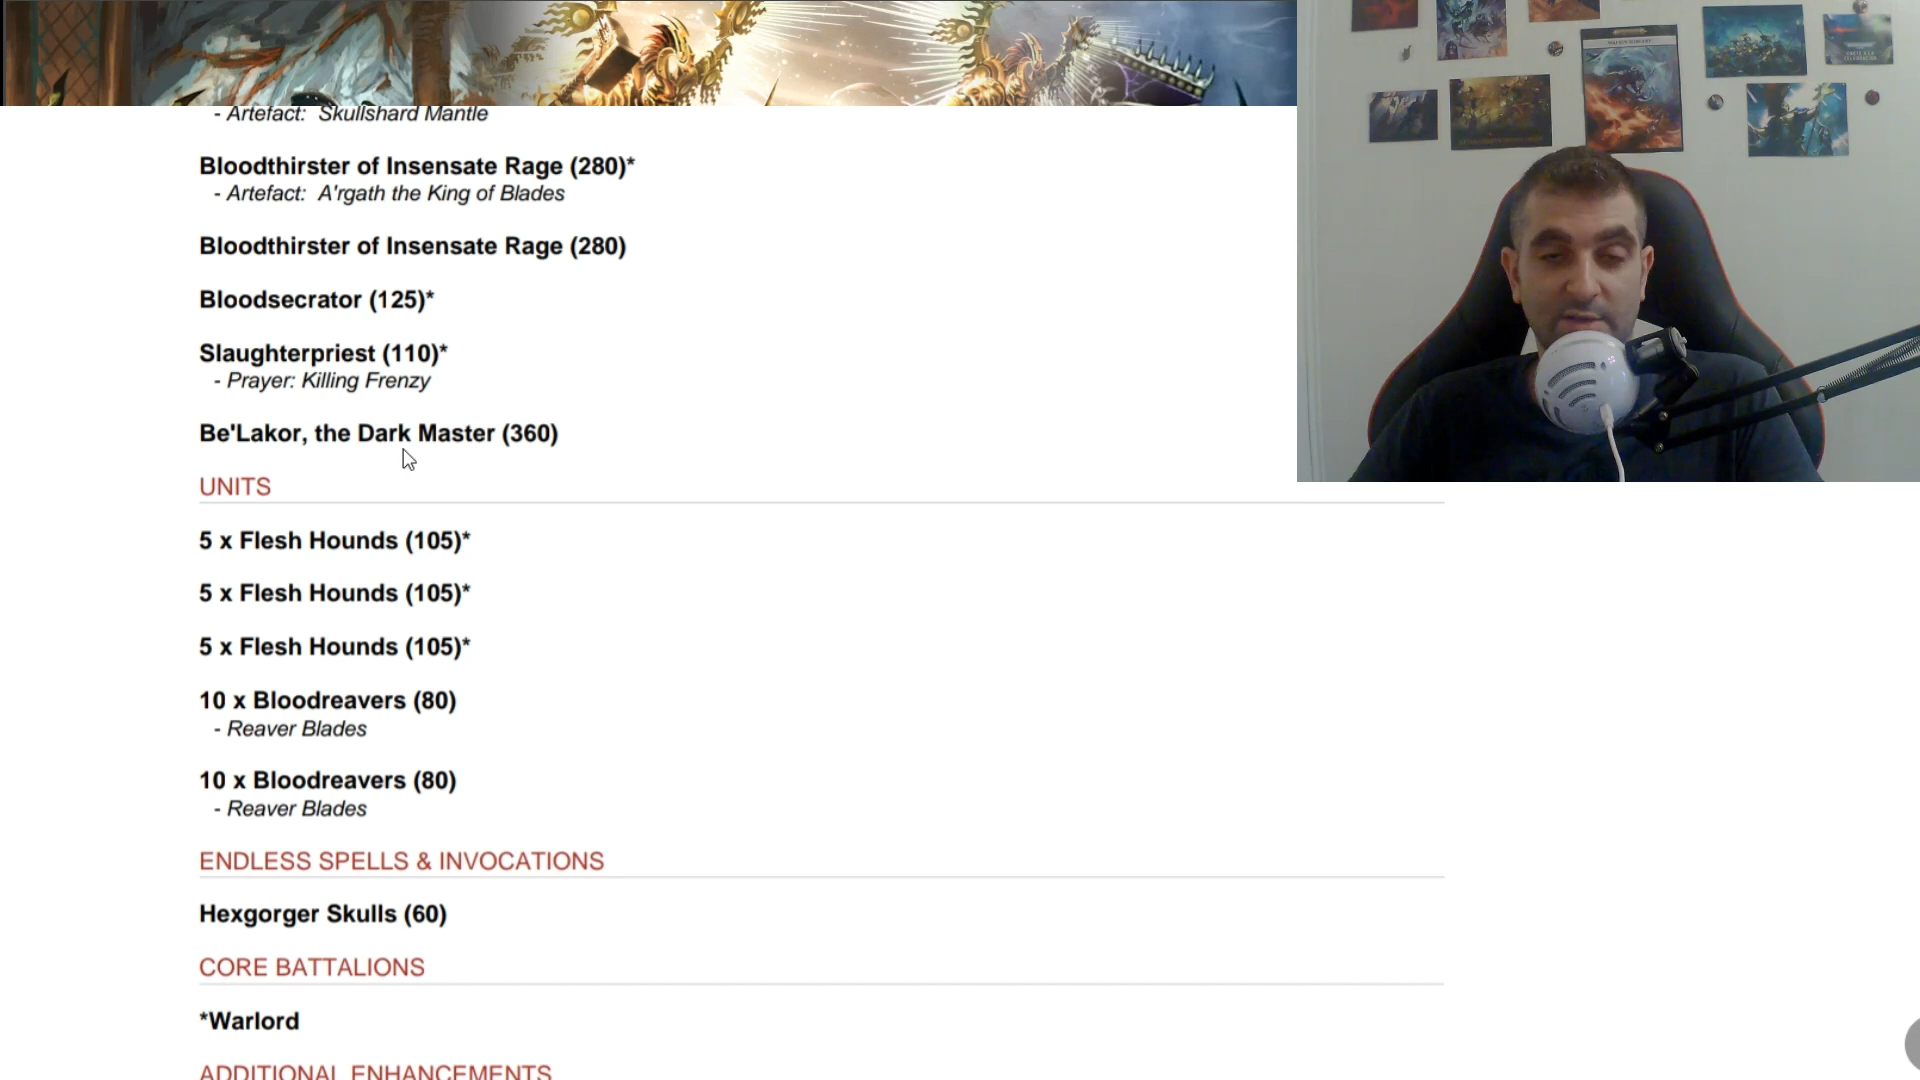 - Artefact: Skullshard Mantle
Bloodthirster of Insensate Rage (280)*
- Artefact: A'rgath the King of Blades
Bloodthirster of Insensate Rage (280)
Bloodsecrator (125)*
Slaughterpriest (110)*
- Prayer: Killing Frenzy
Be'Lakor, the Dark Master (360)
UNITS
5 x Flesh Hounds (105)*
5 x Flesh Hounds (105)*
5 x Flesh Hounds (105)*
10 x Bloodreavers (80)
- Reaver Blades
10 x Bloodreavers (80)
- Reaver Blades
ENDLESS SPELLS & INVOCATIONS
Hexgorger Skulls (60)
CORE BATTALIONS
*Warlord
ADDITIONAL ENHANCEMENTS